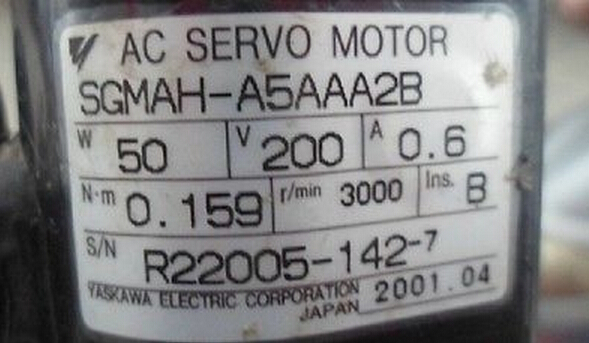 AC SERVO MOTOR
SGMAH-A5AAA2B
W 50 V 200 A 0.6
N·m 0.159 r/min 3000 Ins. B
S/N R22005-142-7
YASKAWA ELECTRIC CORPORATION 2001.04
JAPAN